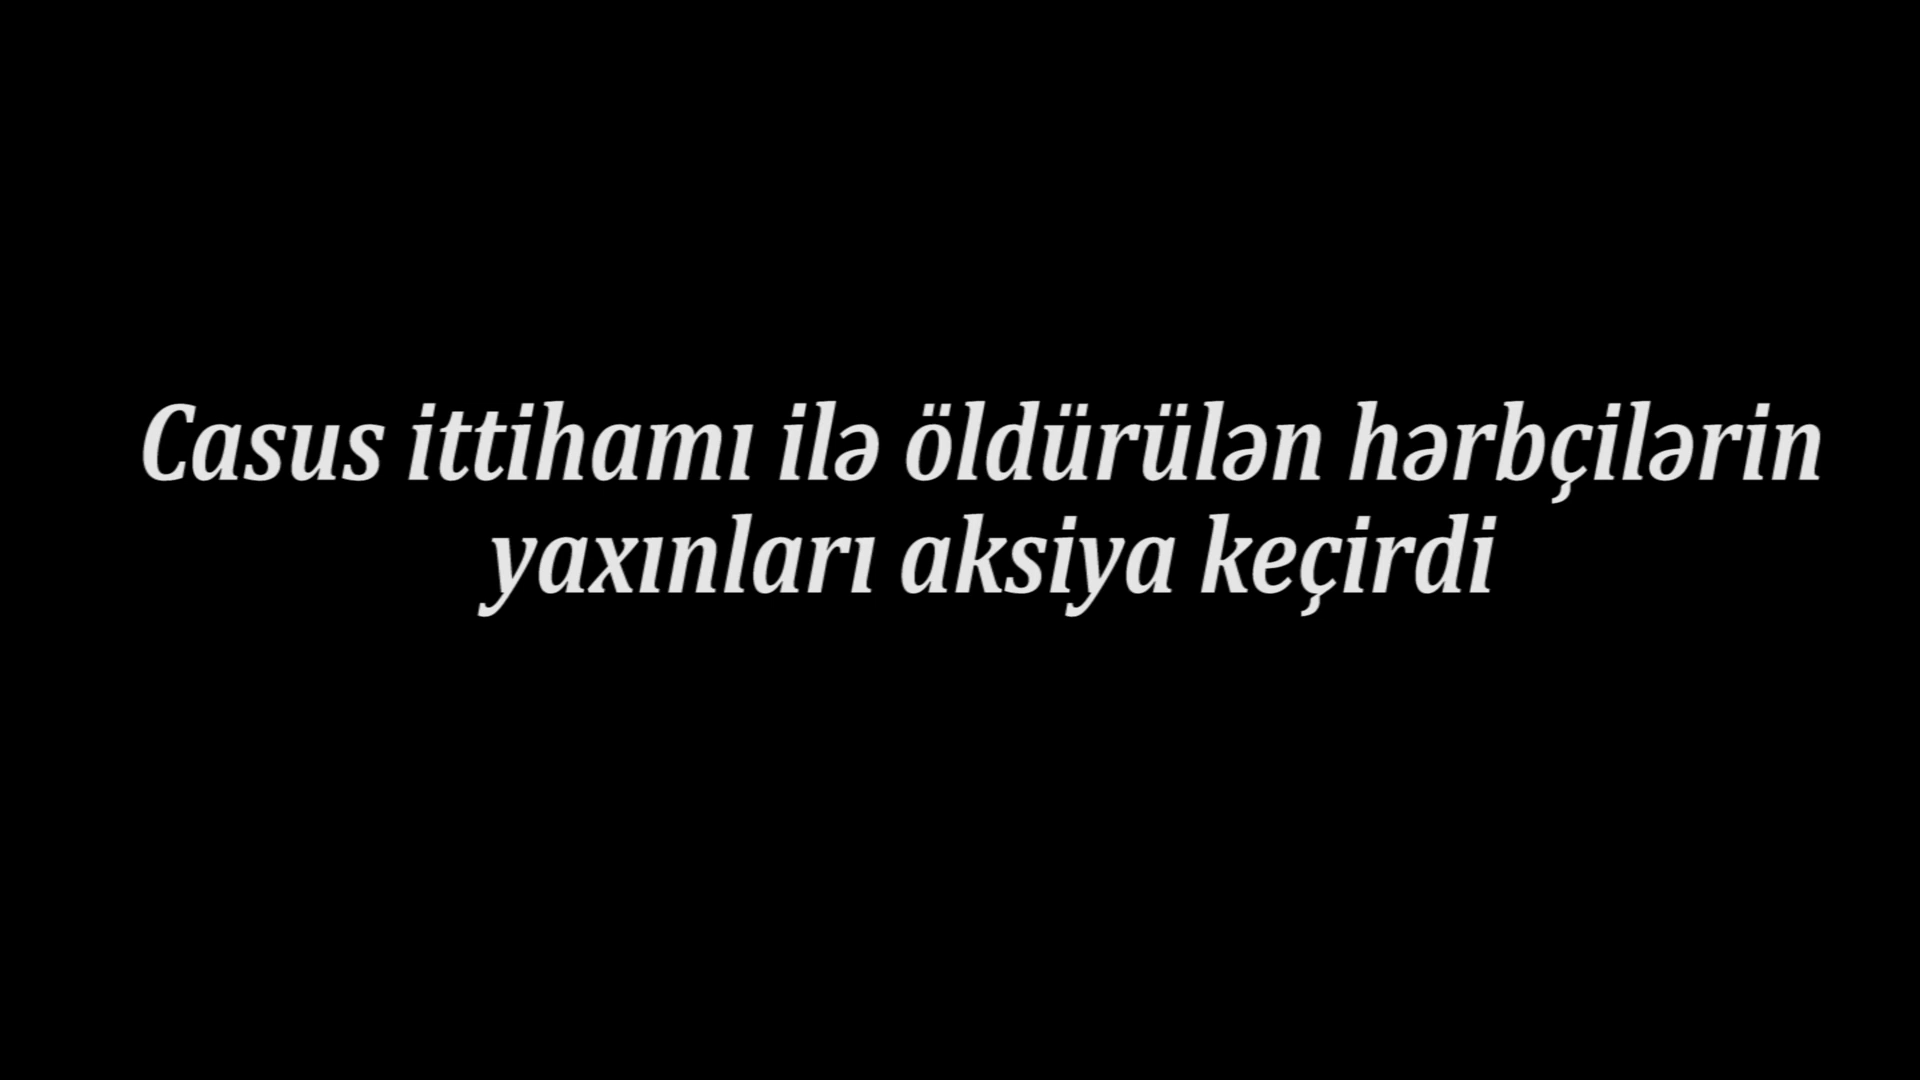 Casus ittihamı ilə öldürülən hərbçilərin
yaxınları aksiya keçirdi